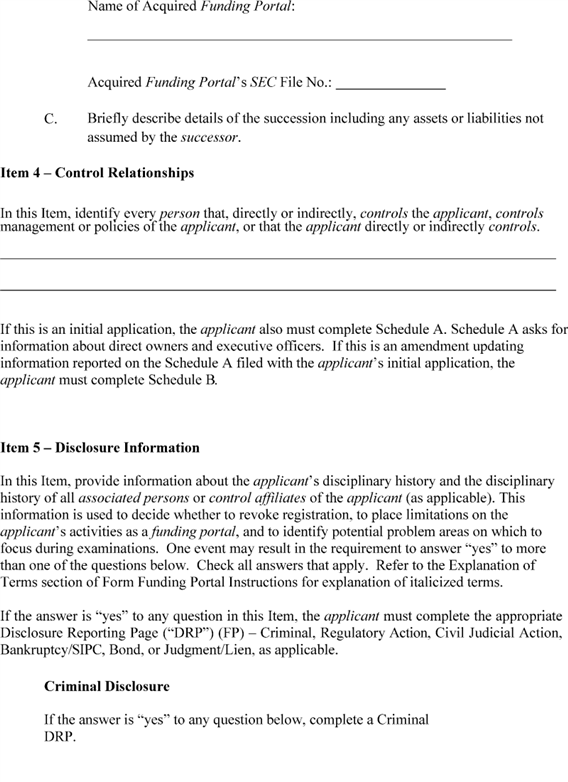 Name of Acquired Funding Portal:
Acquired Funding Portal's SEC File No.:
C. Briefly describe details of the succession including any assets or liabilities not
assumed by the successor.
Item 4 – Control Relationships
In this Item, identify every person that, directly or indirectly, controls the applicant, controls
management or policies of the applicant, or that the applicant directly or indirectly controls.
If this is an initial application, the applicant also must complete Schedule A. Schedule A asks for
information about direct owners and executive officers. If this is an amendment updating
information reported on the Schedule A filed with the applicant's initial application, the
applicant must complete Schedule B.
Item 5 – Disclosure Information
In this Item, provide information about the applicant's disciplinary history and the disciplinary
history of all associated persons or control affiliates of the applicant (as applicable). This
information is used to decide whether to revoke registration, to place limitations on the
applicant's activities as a funding portal, and to identify potential problem areas on which to
focus during examinations. One event may result in the requirement to answer “yes” to more
than one of the questions below. Check all answers that apply. Refer to the Explanation of
Terms section of Form Funding Portal Instructions for explanation of italicized terms.
If the answer is “yes” to any question in this Item, the applicant must complete the appropriate
Disclosure Reporting Page (“DRP”) (FP) – Criminal, Regulatory Action, Civil Judicial Action,
Bankruptcy/SIPC, Bond, or Judgment/Lien, as applicable.
Criminal Disclosure
If the answer is “yes” to any question below, complete a Criminal
DRP.